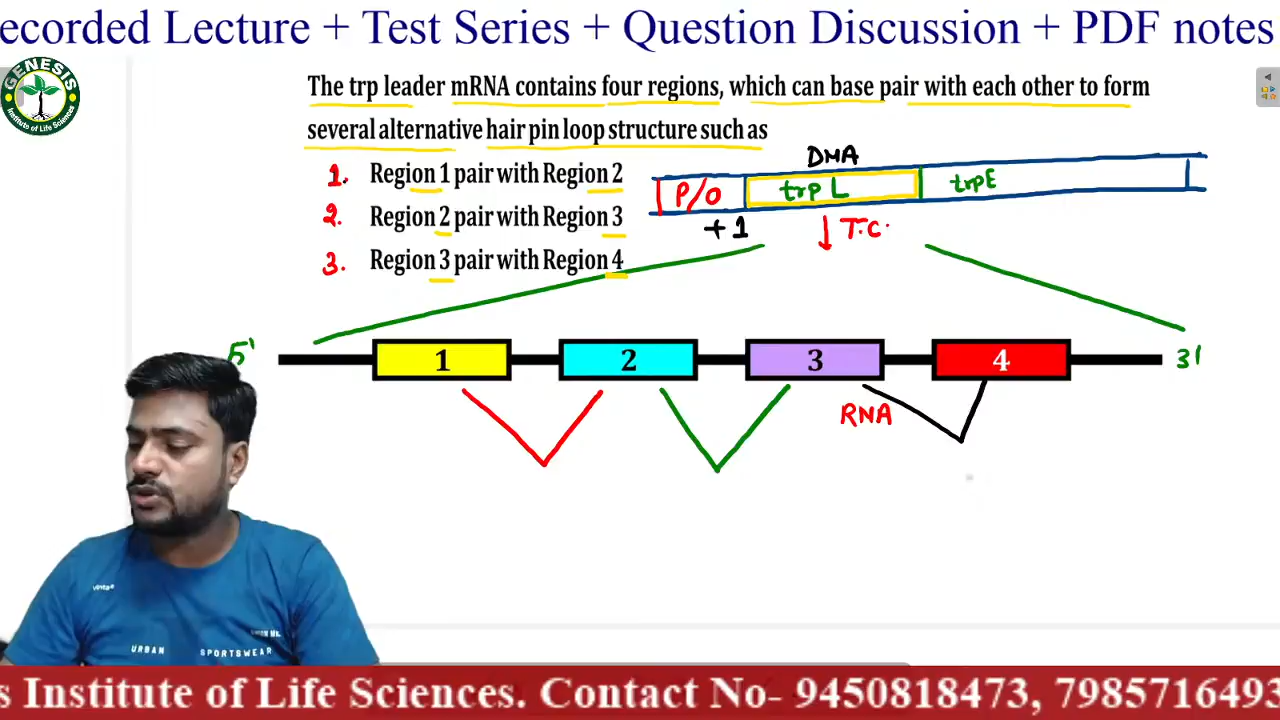 ecorded Lecture + Test Series + Question Discussion + PDF notes
GENESIS
Institute of Life Sciences
The trp leader mRNA contains four regions, which can base pair with each other to form
several alternative hair pin loop structure such as
1. Region 1 pair with Region 2
2. Region 2 pair with Region 3
3. Region 3 pair with Region 4
DNA
P/O trp L trpE
+1 T.C.
5' 1 2 3 4 3'
RNA
URBAN SPORTSWEAR
s Institute of Life Sciences. Contact No- 9450818473, 7985716493